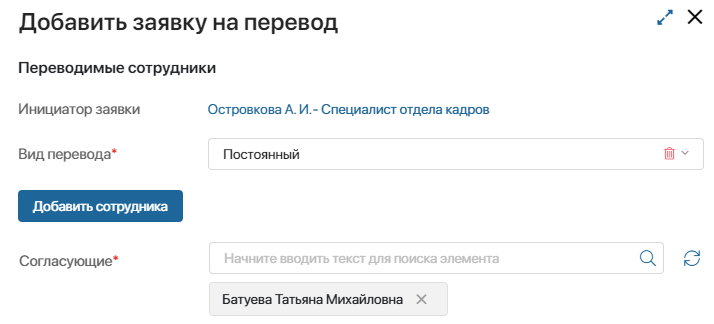 Добавить заявку на перевод
Переводимые сотрудники
Инициатор заявки
Островкова А. И.- Специалист отдела кадров
Вид перевода*
Постоянный
Добавить сотрудника
Согласующие*
Начните вводить текст для поиска элемента
Батуева Татьяна Михайловна